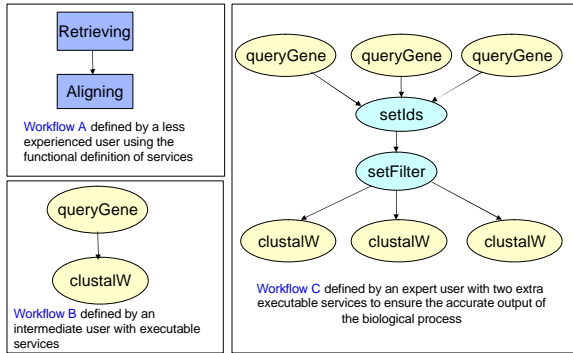 Retrieving
Aligning
Workflow A defined by a less
experienced user using the
functional definition of services
queryGene
clustalW
Workflow B defined by an
intermediate user with executable
services
queryGene queryGene queryGene
setIds
setFilter
clustalW clustalW clustalW
Workflow C defined by an expert user with two extra
executable services to ensure the accurate output of
the biological process